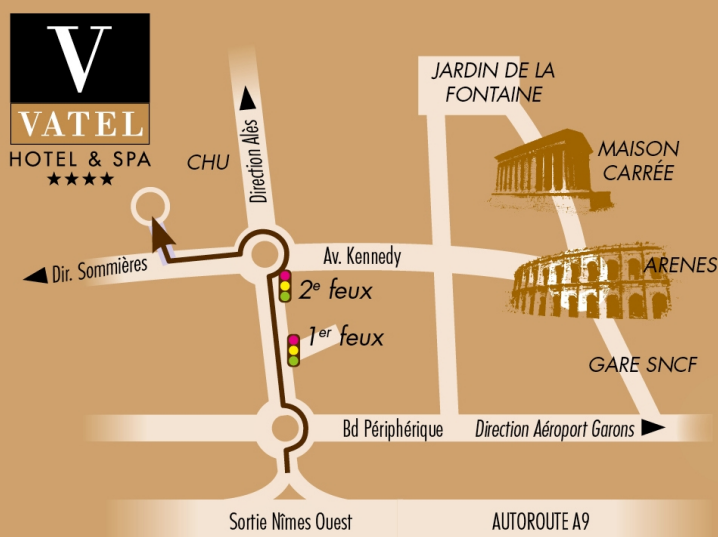 V
VATEL
HOTEL & SPA
★★★★
CHU
Direction Alès
JARDIN DE LA
FONTAINE
MAISON
CARRÉE
Dir. Sommières
Av. Kennedy
ARENES
2e feux
1er feux
GARE SNCF
Bd Périphérique
Direction Aéroport Garons
Sortie Nîmes Ouest
AUTOROUTE A9